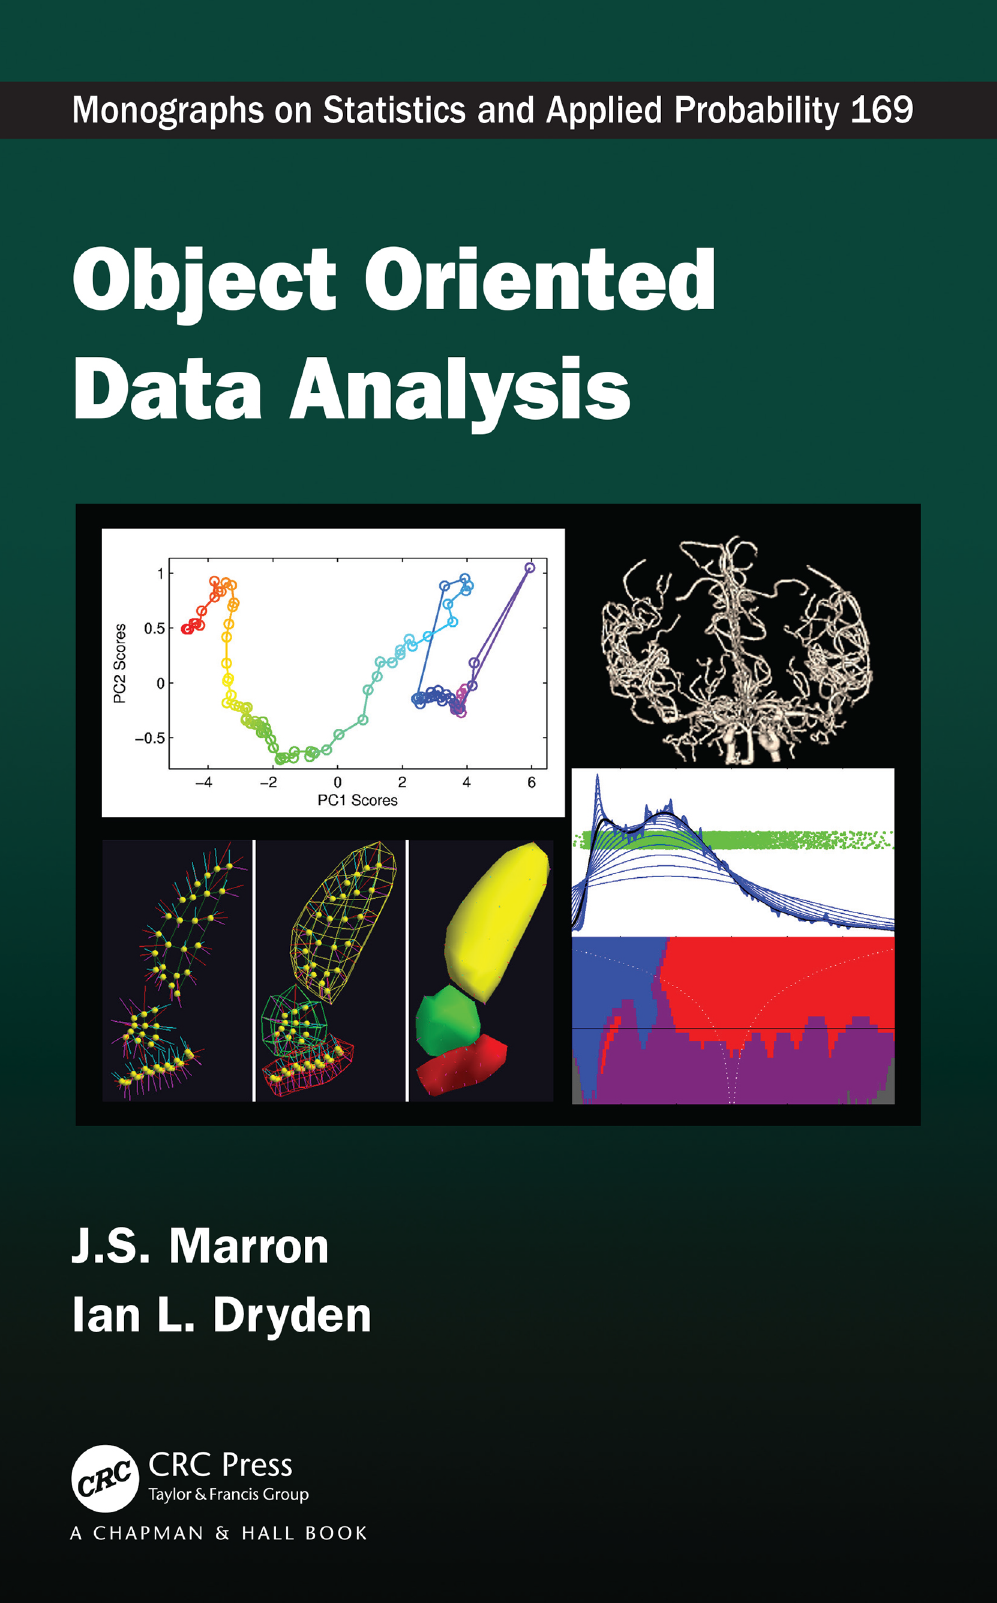 Monographs on Statistics and Applied Probability 169
Object Oriented
Data Analysis
1
0.5
0
−0.5
PC2 Scores
−4 −2 0 2 4 6
PC1 Scores
J.S. Marron
Ian L. Dryden
CRC
CRC Press
Taylor & Francis Group
A CHAPMAN & HALL BOOK